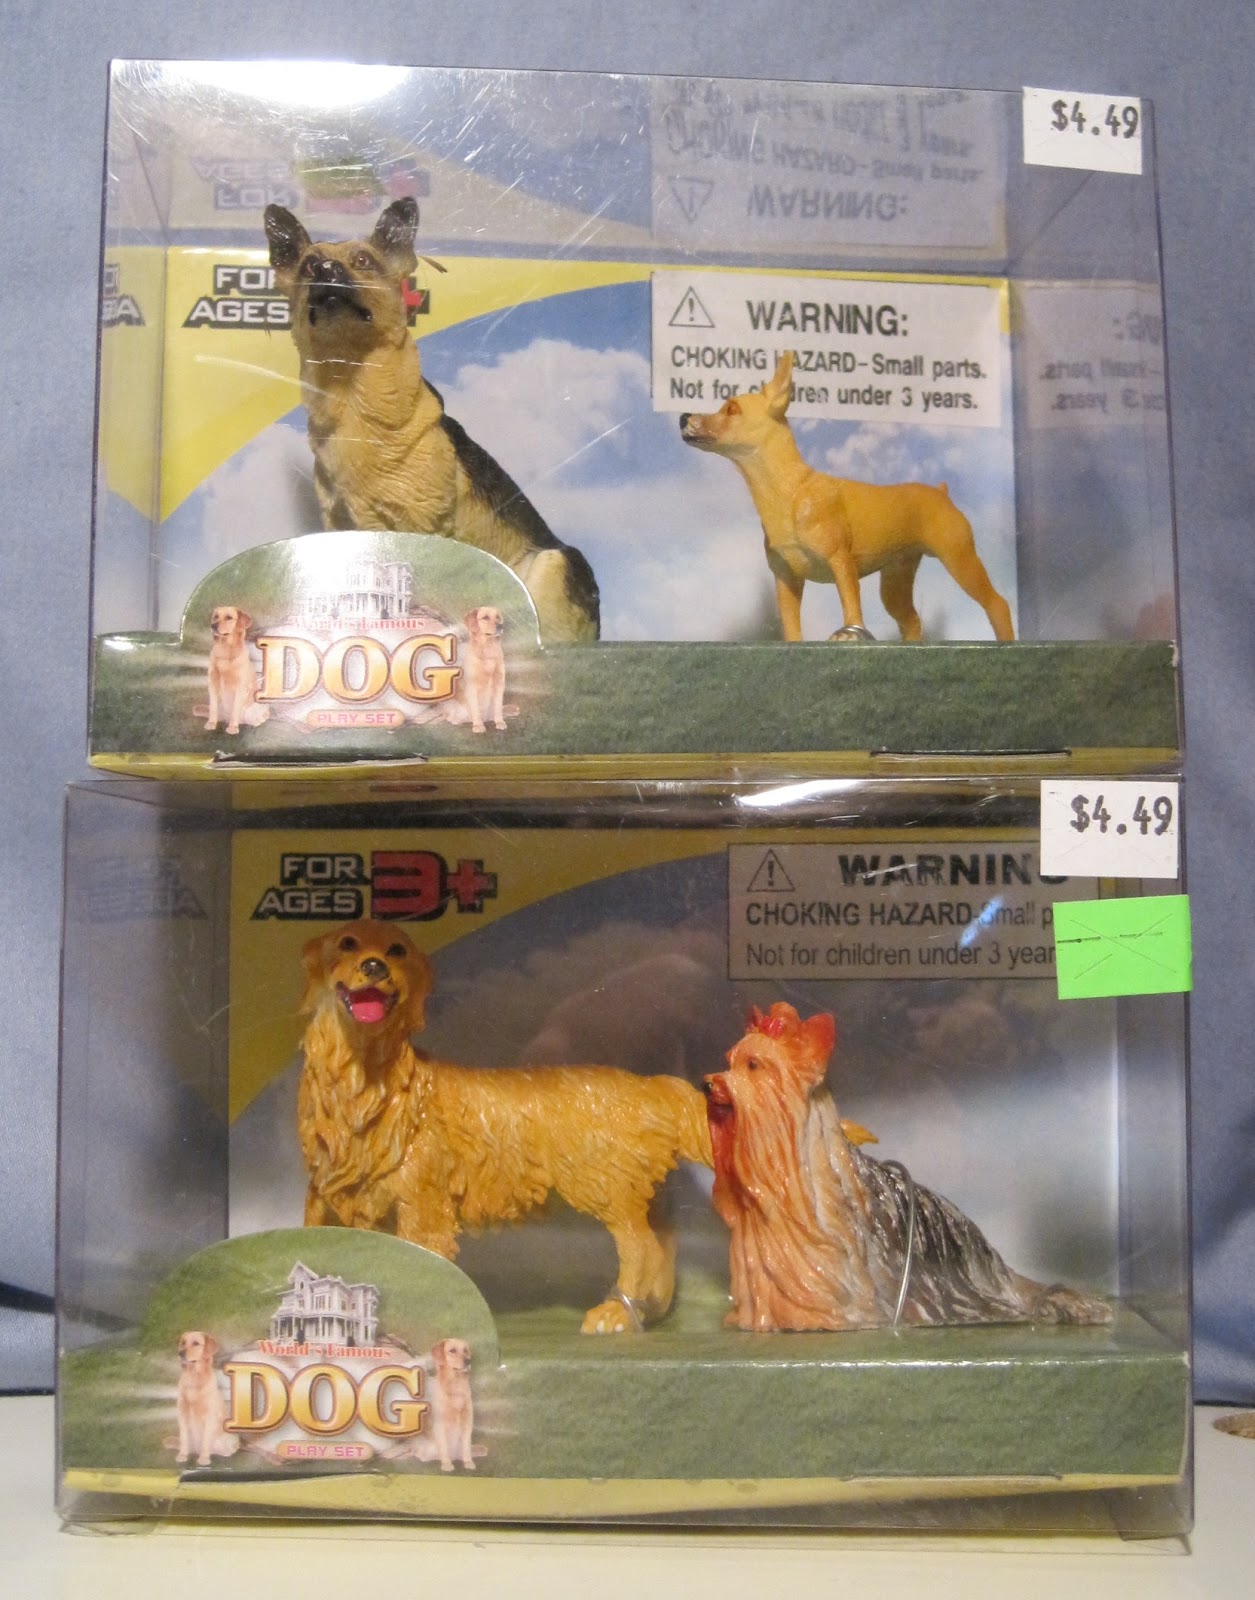 $4.49
FOR
AGES
WARNING:
CHOKING HAZARD-Small parts.
Not for children under 3 years.
World's Famous
DOG
PLAY SET
$4.49
FOR
AGES 3+
WARNING
CHOKING HAZARD-Small p
Not for children under 3 year
World's Famous
DOG
PLAY SET